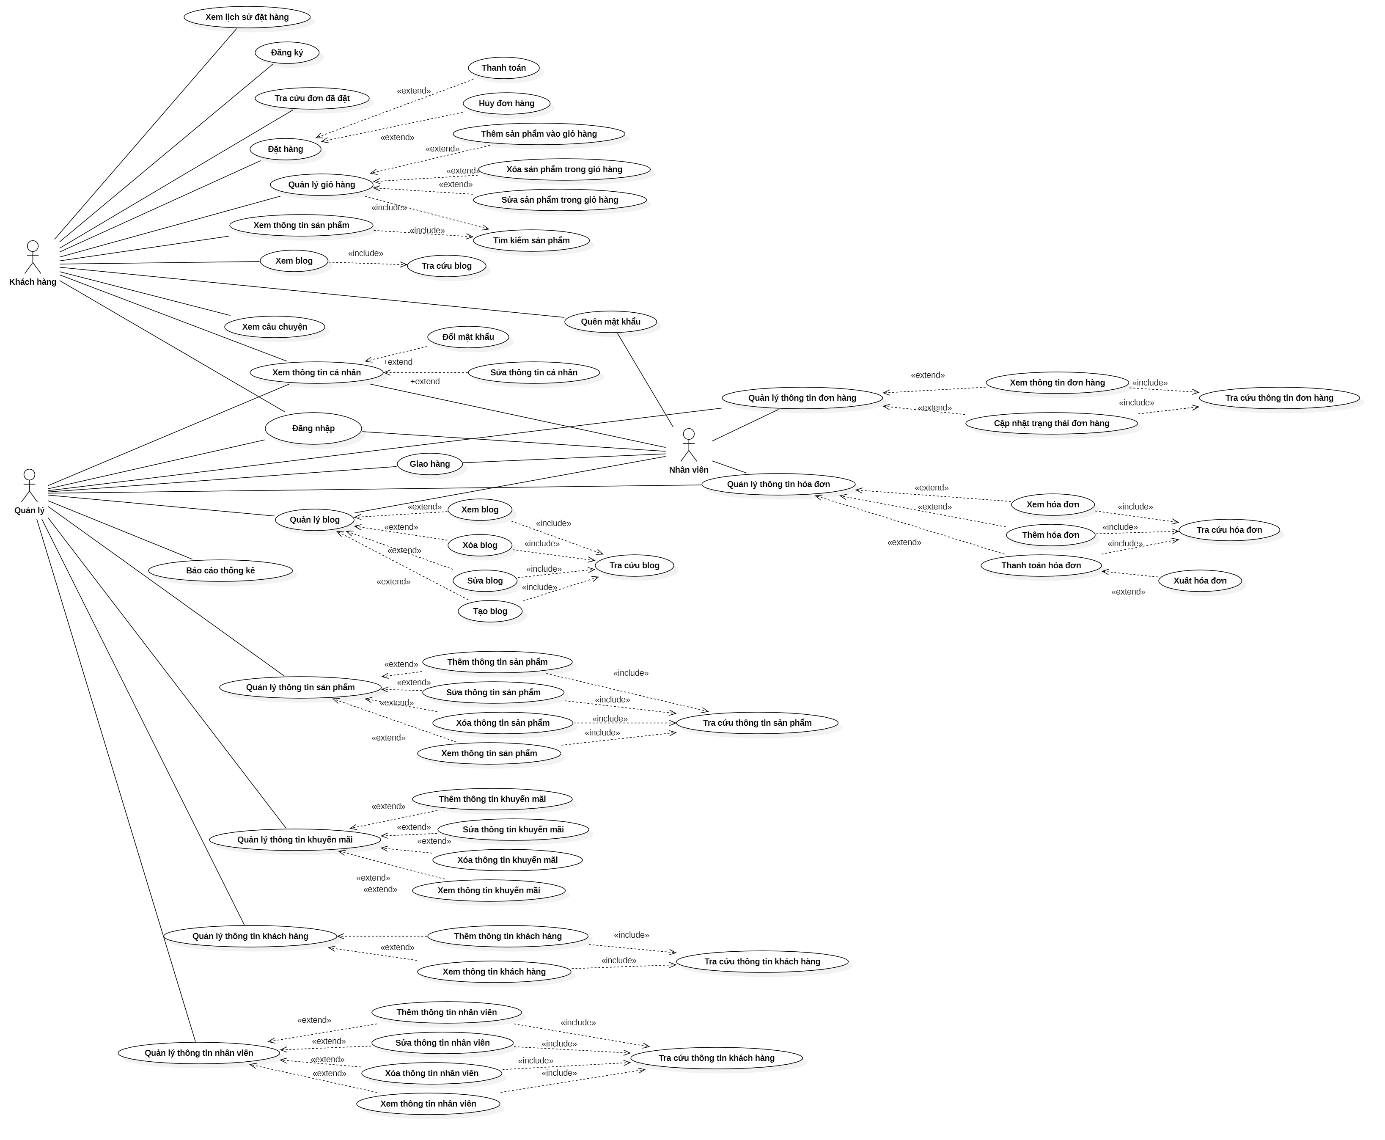 Xem lịch sử đặt hàng
Đăng ký
Thanh toán
«extend»
Tra cứu đơn đã đặt
Hủy đơn hàng
«extend»
Thêm sản phẩm vào giỏ hàng
Đặt hàng
«extend»
Xóa sản phẩm trong giỏ hàng
«extend»
Quản lý giỏ hàng
«extend»
Sửa sản phẩm trong giỏ hàng
«include»
Xem thông tin sản phẩm
«include»
Tìm kiếm sản phẩm
Xem blog
«include»
Tra cứu blog
Khách hàng
Quên mật khẩu
Xem câu chuyện
Đổi mật khẩu
+extend
Xem thông tin cá nhân
Sửa thông tin cá nhân
+extend
«extend»
Xem thông tin đơn hàng
«include»
Quản lý thông tin đơn hàng
Tra cứu thông tin đơn hàng
«extend»
«include»
Cập nhật trạng thái đơn hàng
Đăng nhập
Giao hàng
Nhân viên
Quản lý thông tin hóa đơn
«extend»
Xem hóa đơn
«include»
«extend»
Thêm hóa đơn
«include»
Tra cứu hóa đơn
«extend»
«include»
Thanh toán hóa đơn
Xuất hóa đơn
«extend»
Quản lý
Quản lý blog
«extend»
Xem blog
«include»
«extend»
Xóa blog
«include»
«extend»
Sửa blog
«include»
Tra cứu blog
«extend»
Tạo blog
«include»
Báo cáo thống kê
«extend»
Thêm thông tin sản phẩm
«include»
Quản lý thông tin sản phẩm
«extend»
Sửa thông tin sản phẩm
«include»
«extend»
Xóa thông tin sản phẩm
«include»
Tra cứu thông tin sản phẩm
«extend»
Xem thông tin sản phẩm
«include»
«extend»
Thêm thông tin khuyến mãi
«extend»
Sửa thông tin khuyến mãi
Quản lý thông tin khuyến mãi
«extend»
Xóa thông tin khuyến mãi
«extend»
«extend»
Xem thông tin khuyến mãi
Quản lý thông tin khách hàng
Thêm thông tin khách hàng
«include»
«extend»
Xem thông tin khách hàng
«include»
Tra cứu thông tin khách hàng
«extend»
Thêm thông tin nhân viên
«include»
Quản lý thông tin nhân viên
«extend»
Sửa thông tin nhân viên
«include»
«extend»
Xóa thông tin nhân viên
«include»
Tra cứu thông tin khách hàng
«extend»
Xem thông tin nhân viên
«include»